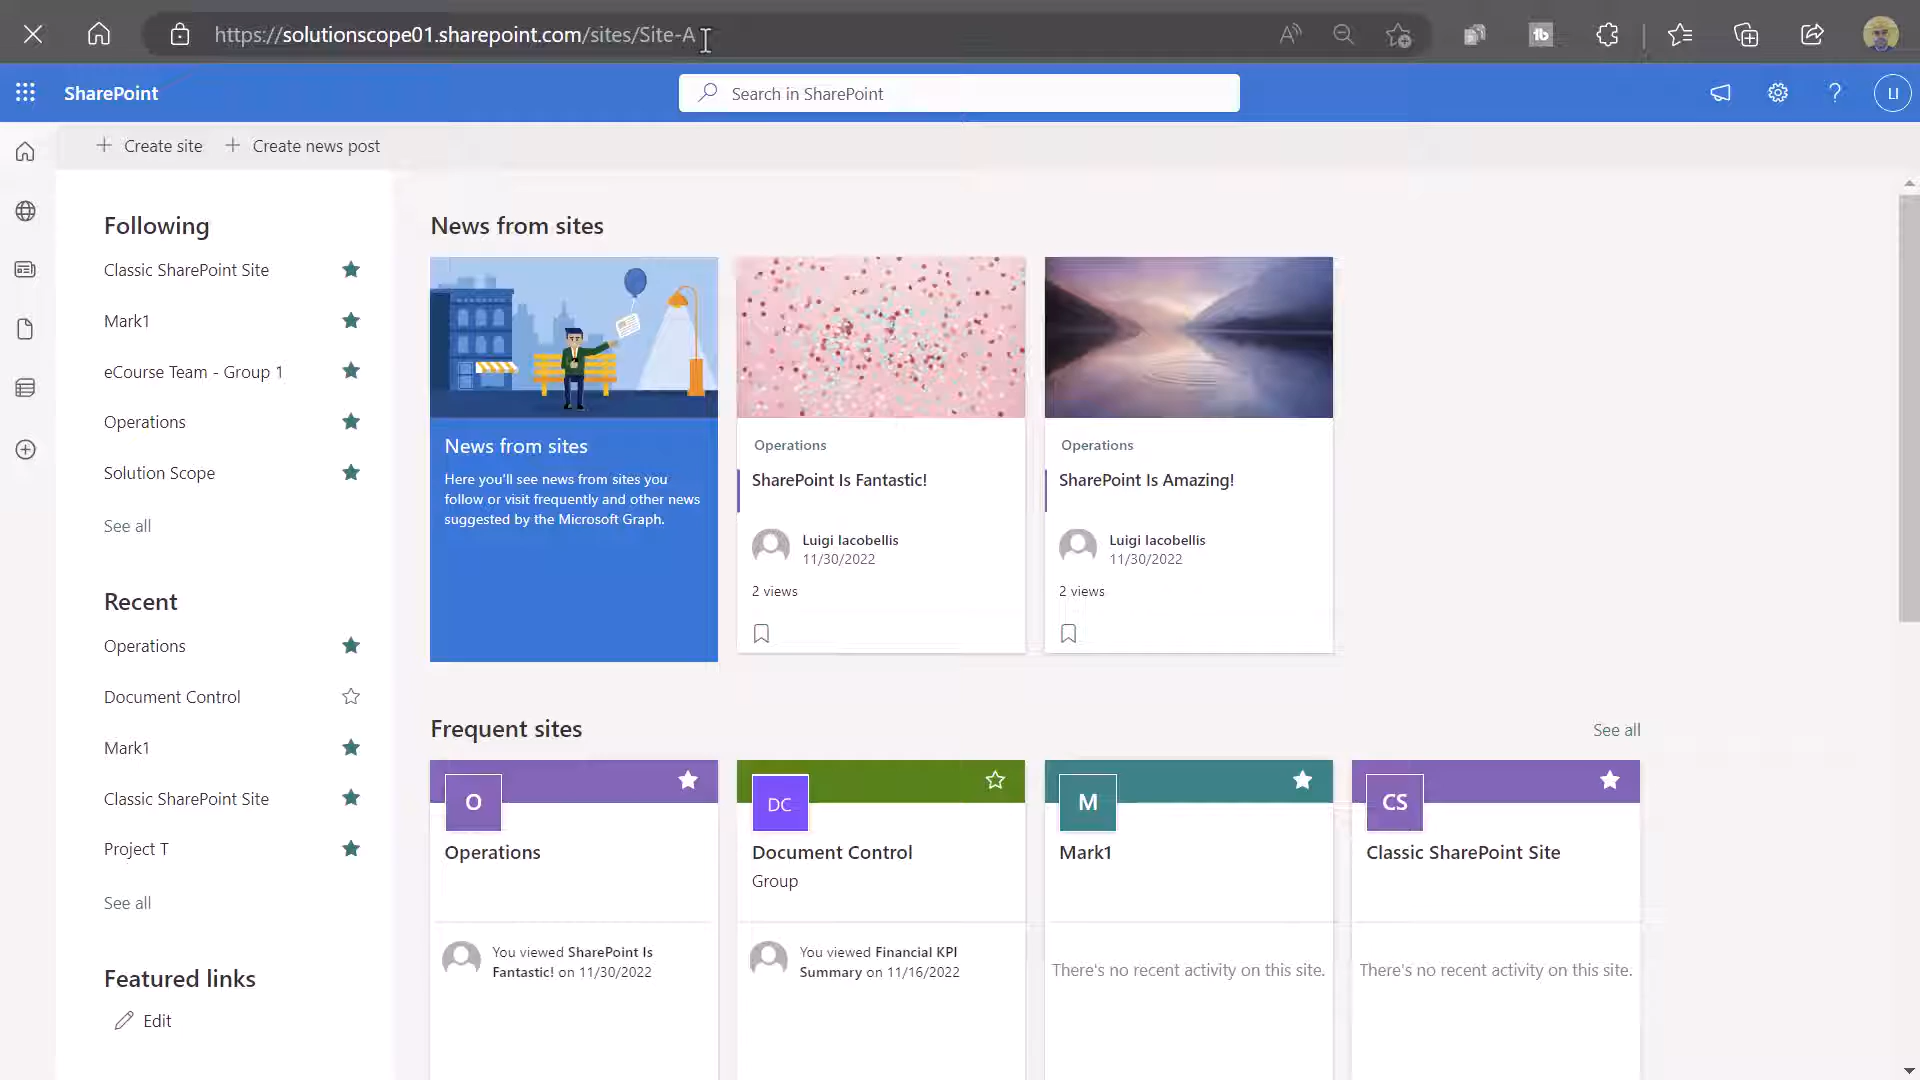 https://solutionscope01.sharepoint.com/sites/Site-A
A
tb
SharePoint
Search in SharePoint
?
LI
+ Create site
+ Create news post
Following
Classic SharePoint Site
Mark1
eCourse Team - Group 1
Operations
Solution Scope
See all
Recent
Operations
Document Control
Mark1
Classic SharePoint Site
Project T
See all
Featured links
Edit
News from sites
News from sites
Here you'll see news from sites you
follow or visit frequently and other news
suggested by the Microsoft Graph.
Operations
SharePoint Is Fantastic!
Luigi Iacobellis
11/30/2022
2 views
Operations
SharePoint Is Amazing!
Luigi Iacobellis
11/30/2022
2 views
Frequent sites
See all
O
Operations
You viewed SharePoint Is
Fantastic! on 11/30/2022
DC
Document Control
Group
You viewed Financial KPI
Summary on 11/16/2022
M
Mark1
There's no recent activity on this site.
CS
Classic SharePoint Site
There's no recent activity on this site.